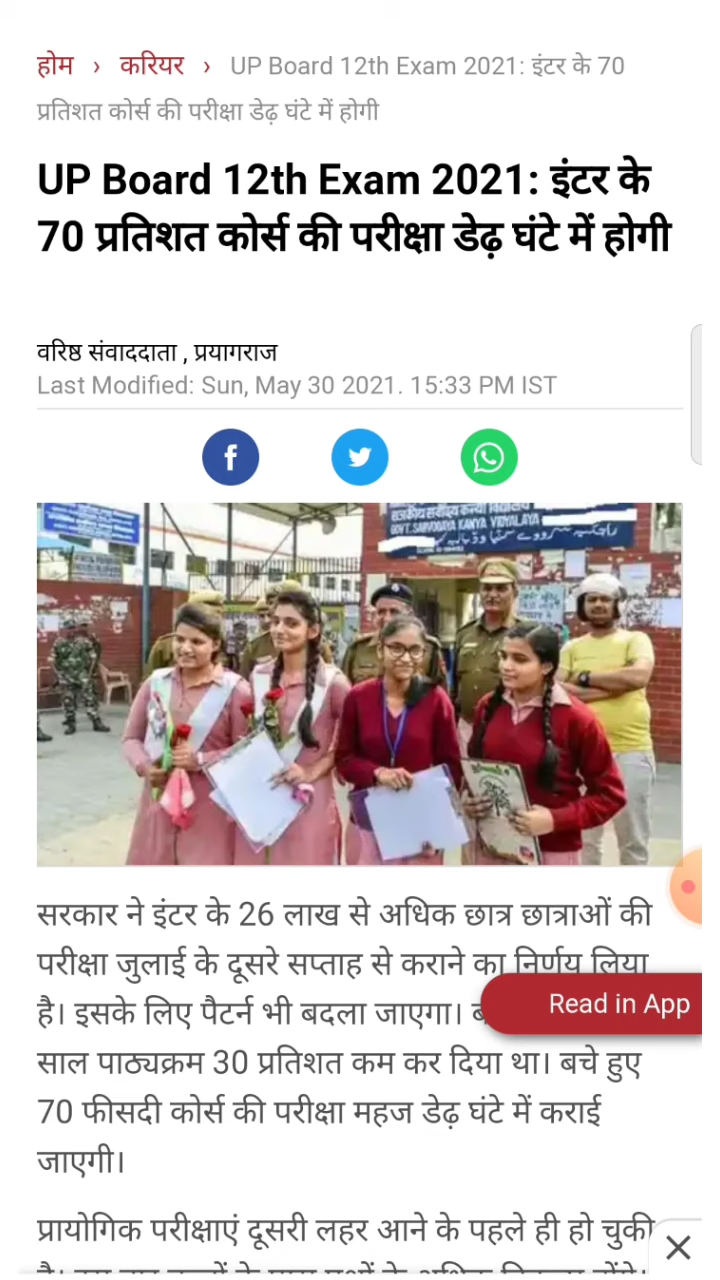 होम › करियर › UP Board 12th Exam 2021: इंटर के 70
प्रतिशत कोर्स की परीक्षा डेढ़ घंटे में होगी
UP Board 12th Exam 2021: इंटर के
70 प्रतिशत कोर्स की परीक्षा डेढ़ घंटे में होगी
वरिष्ठ संवाददाता , प्रयागराज
Last Modified: Sun, May 30 2021. 15:33 PM IST
GOVT. SARVODAYA KANYA VIDYALAYA
सरकार ने इंटर के 26 लाख से अधिक छात्र छात्राओं की
परीक्षा जुलाई के दूसरे सप्ताह से कराने का निर्णय लिया
है। इसके लिए पैटर्न भी बदला जाएगा।
Read in App
साल पाठ्यक्रम 30 प्रतिशत कम कर दिया था। बचे हुए
70 फीसदी कोर्स की परीक्षा महज डेढ़ घंटे में कराई
जाएगी।
प्रायोगिक परीक्षाएं दूसरी लहर आने के पहले ही हो चुकी